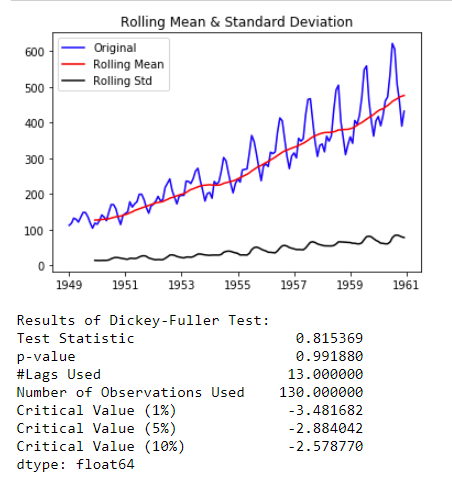 Rolling Mean & Standard Deviation
Original
Rolling Mean
Rolling Std
600
500
400
300
200
100
0
1949 1951 1953 1955 1957 1959 1961
Results of Dickey-Fuller Test:
Test Statistic 0.815369
p-value 0.991880
#Lags Used 13.000000
Number of Observations Used 130.000000
Critical Value (1%) -3.481682
Critical Value (5%) -2.884042
Critical Value (10%) -2.578770
dtype: float64